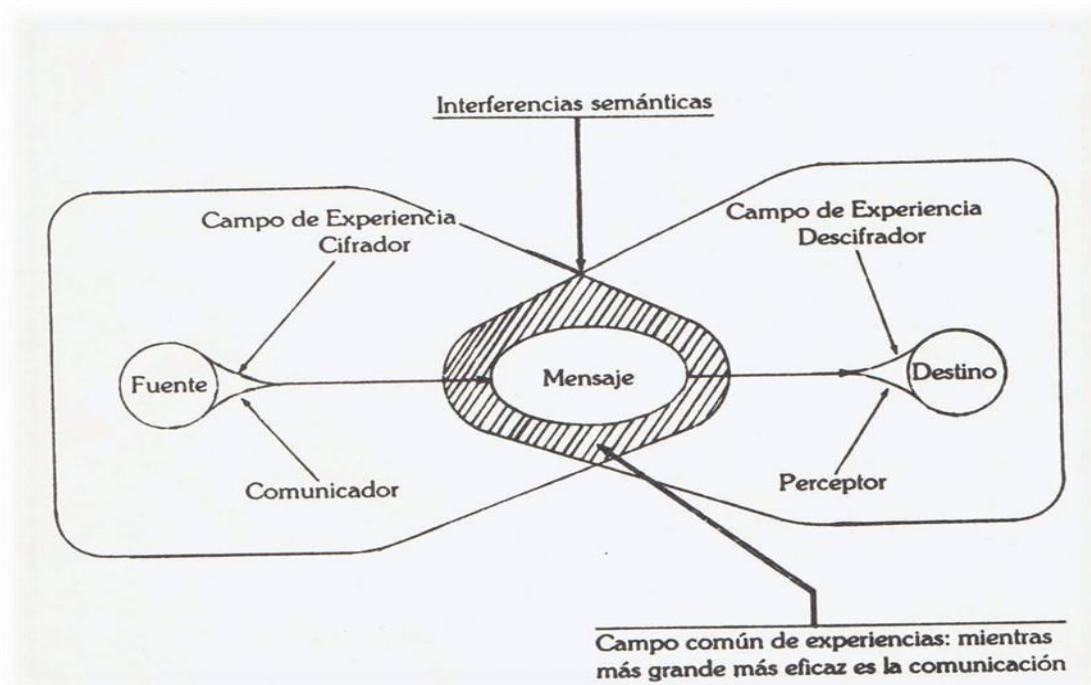 Interferencias semánticas
Campo de Experiencia
Cifrador
Campo de Experiencia
Descifrador
Fuente
Mensaje
Destino
Comunicador
Perceptor
Campo común de experiencias: mientras
más grande más eficaz es la comunicación